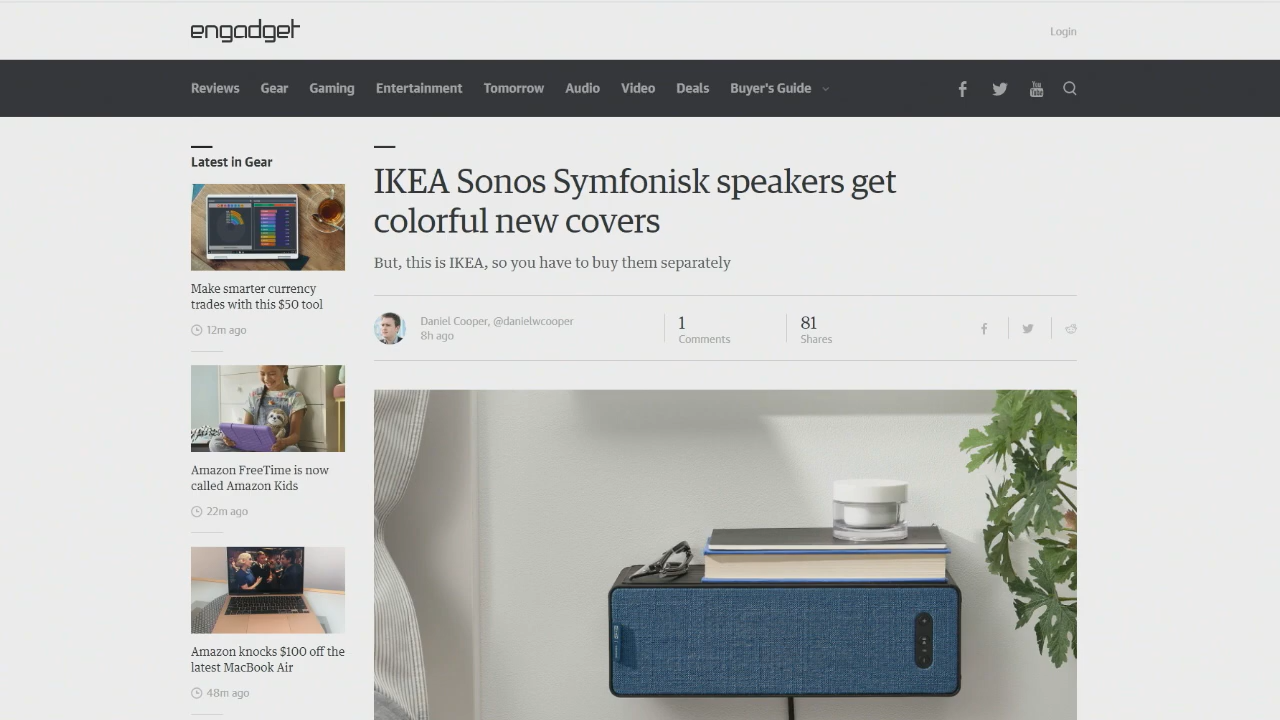 engadget
Login
Reviews Gear Gaming Entertainment Tomorrow Audio Video Deals Buyer's Guide
Latest in Gear
Make smarter currency
trades with this $50 tool
12m ago
Amazon FreeTime is now
called Amazon Kids
22m ago
Amazon knocks $100 off the
latest MacBook Air
48m ago
IKEA Sonos Symfonisk speakers get
colorful new covers
But, this is IKEA, so you have to buy them separately
Daniel Cooper, @danielwcooper
8h ago
1
Comments
81
Shares